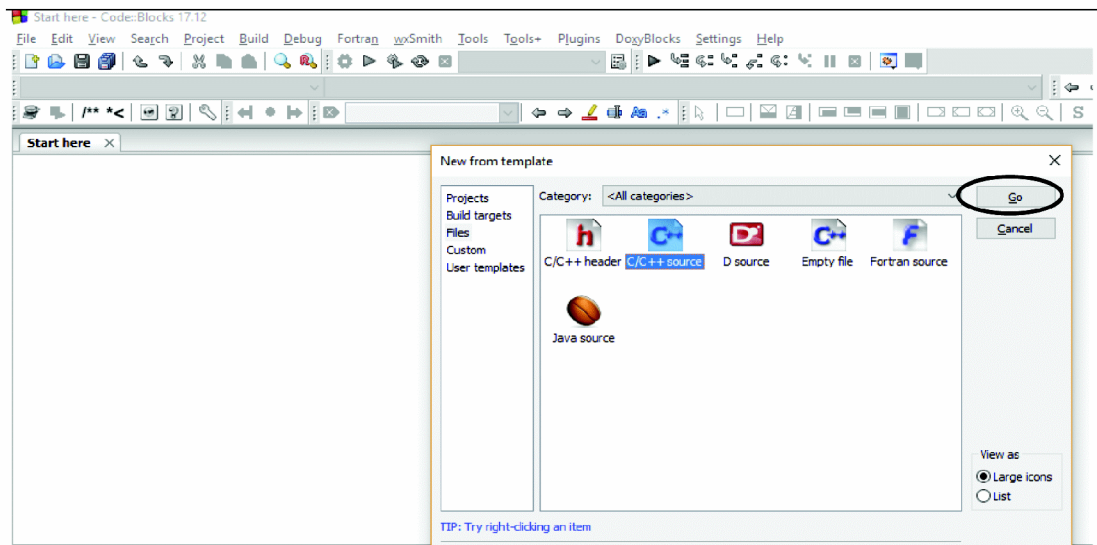 Start here - Code::Blocks 17.12
File Edit View Search Project Build Debug Fortran wxSmith Tools Tools+ Plugins DoxyBlocks Settings Help
/** *<
Aa .*
S
Start here
New from template
Projects
Build targets
Files
Custom
User templates
Category: <All categories>
Go
Cancel
C/C++ header C/C++ source D source Empty file Fortran source
Java source
View as
Large icons
List
TIP: Try right-clicking an item